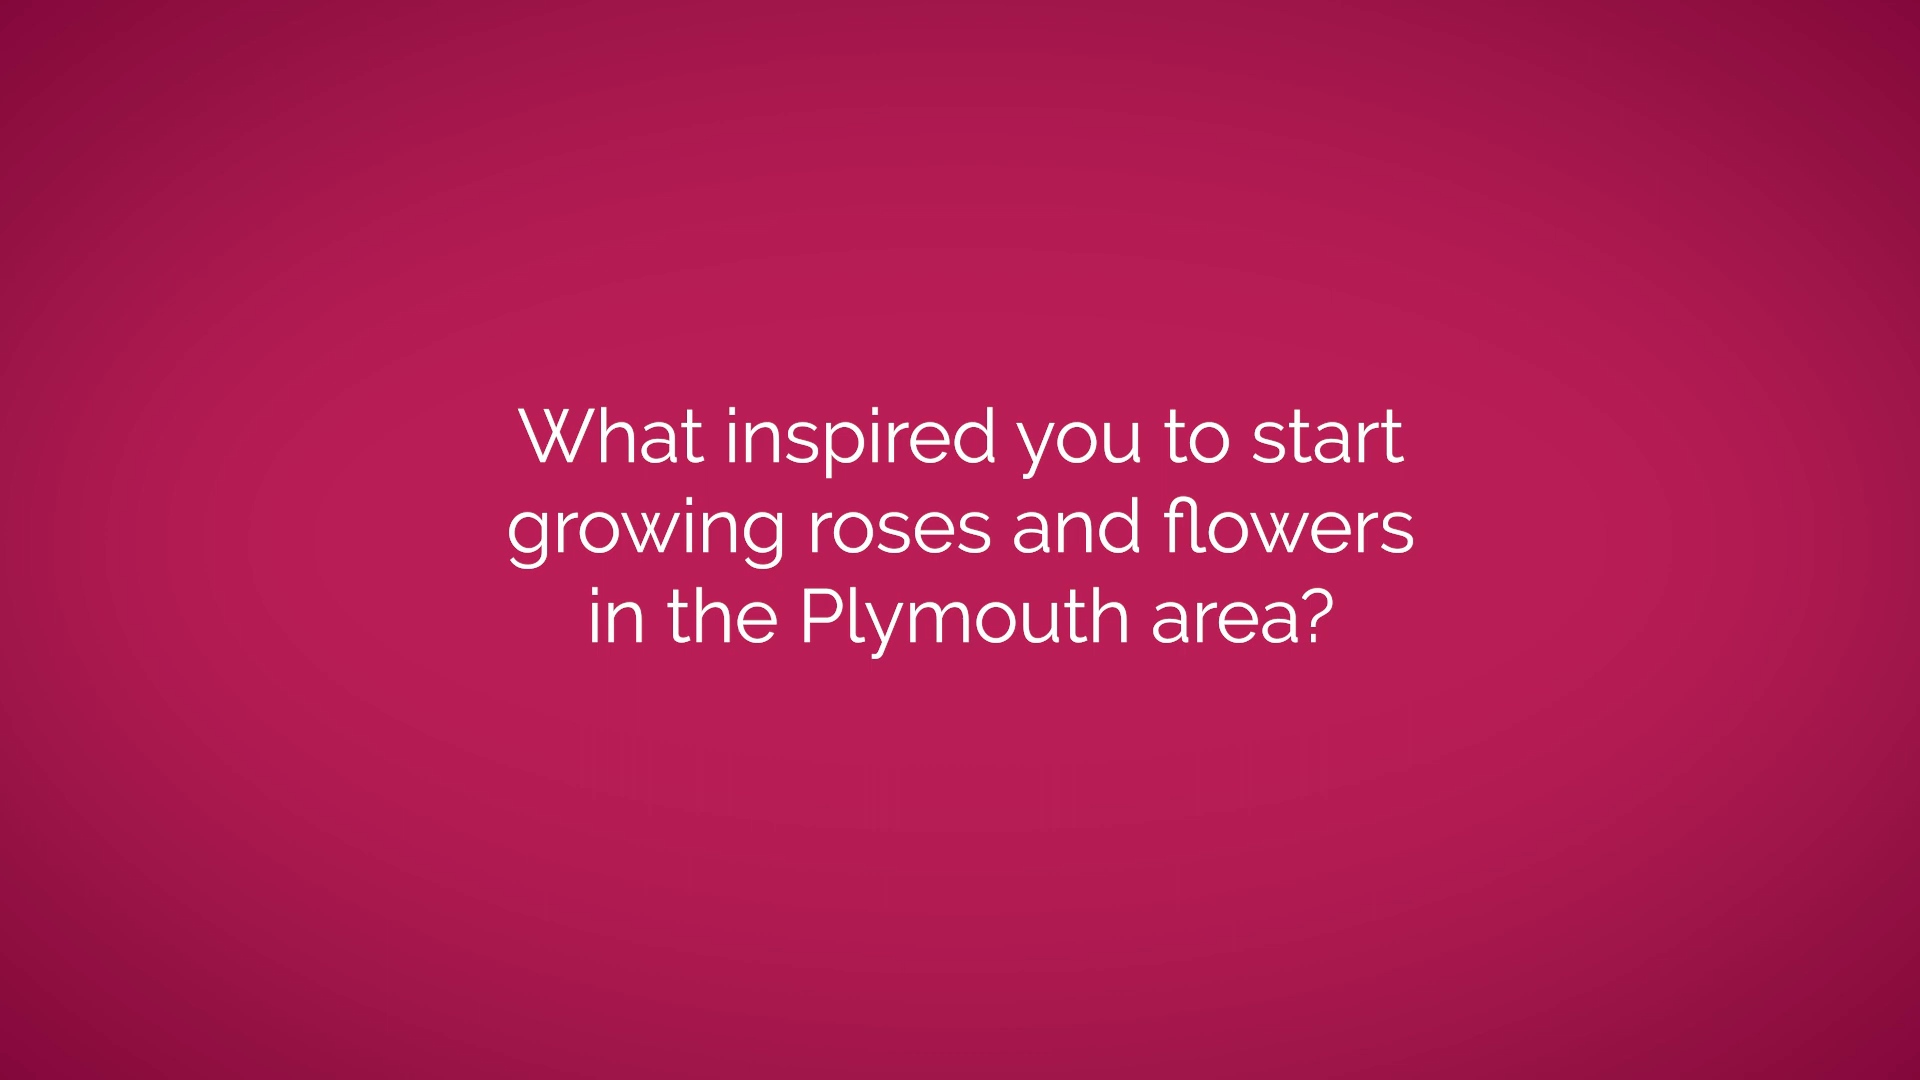 What inspired you to start
growing roses and flowers
in the Plymouth area?